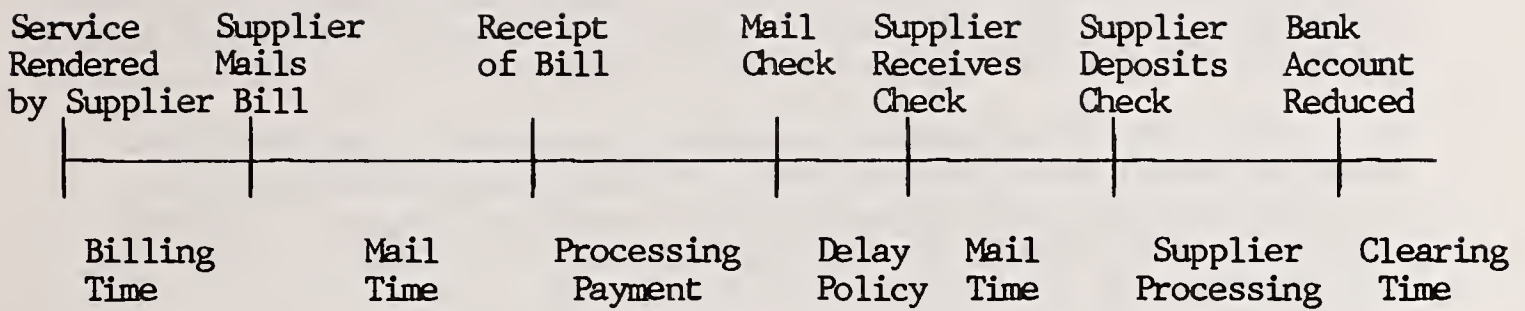 Service Supplier Receipt Mail Supplier Supplier Bank
Rendered Mails of Bill Check Receives Deposits Account
by Supplier Bill Check Check Reduced
Billing Mail Processing Delay Mail Supplier Clearing
Time Time Payment Policy Time Processing Time